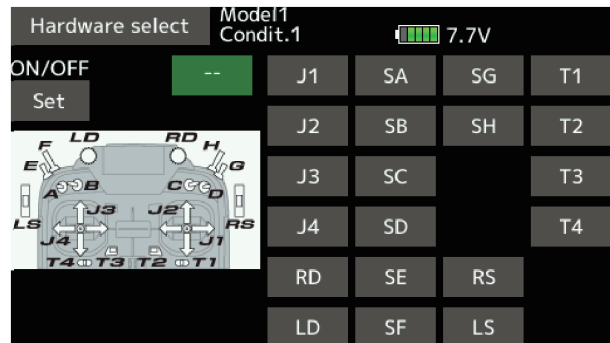 Hardware select
Model1
Condit.1
7.7V
ON/OFF
Set
-- J1 SA SG T1
J2 SB SH T2
J3 SC T3
J4 SD T4
RD SE RS
LD SF LS
F LD RD H
E G
A B C D
LS J3 J2 RS
J4 J1
T4 T3 T2 T1